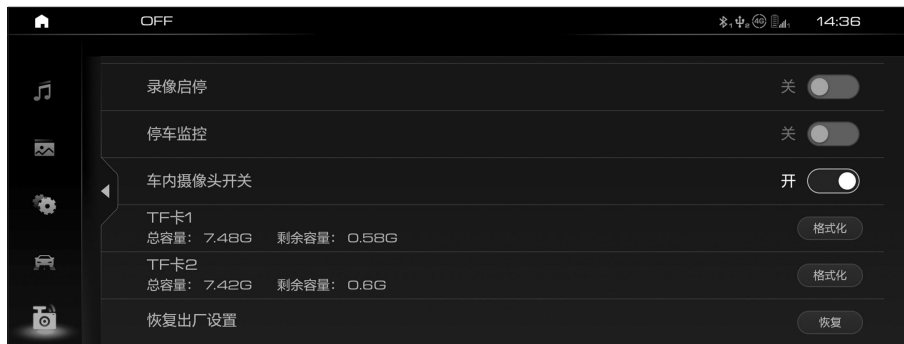 OFF
4G
14:36
录像启停
关
停车监控
关
车内摄像头开关
开
TF卡1
总容量： 7.48G 剩余容量： 0.58G
格式化
TF卡2
总容量： 7.42G 剩余容量： 0.6G
格式化
恢复出厂设置
恢复